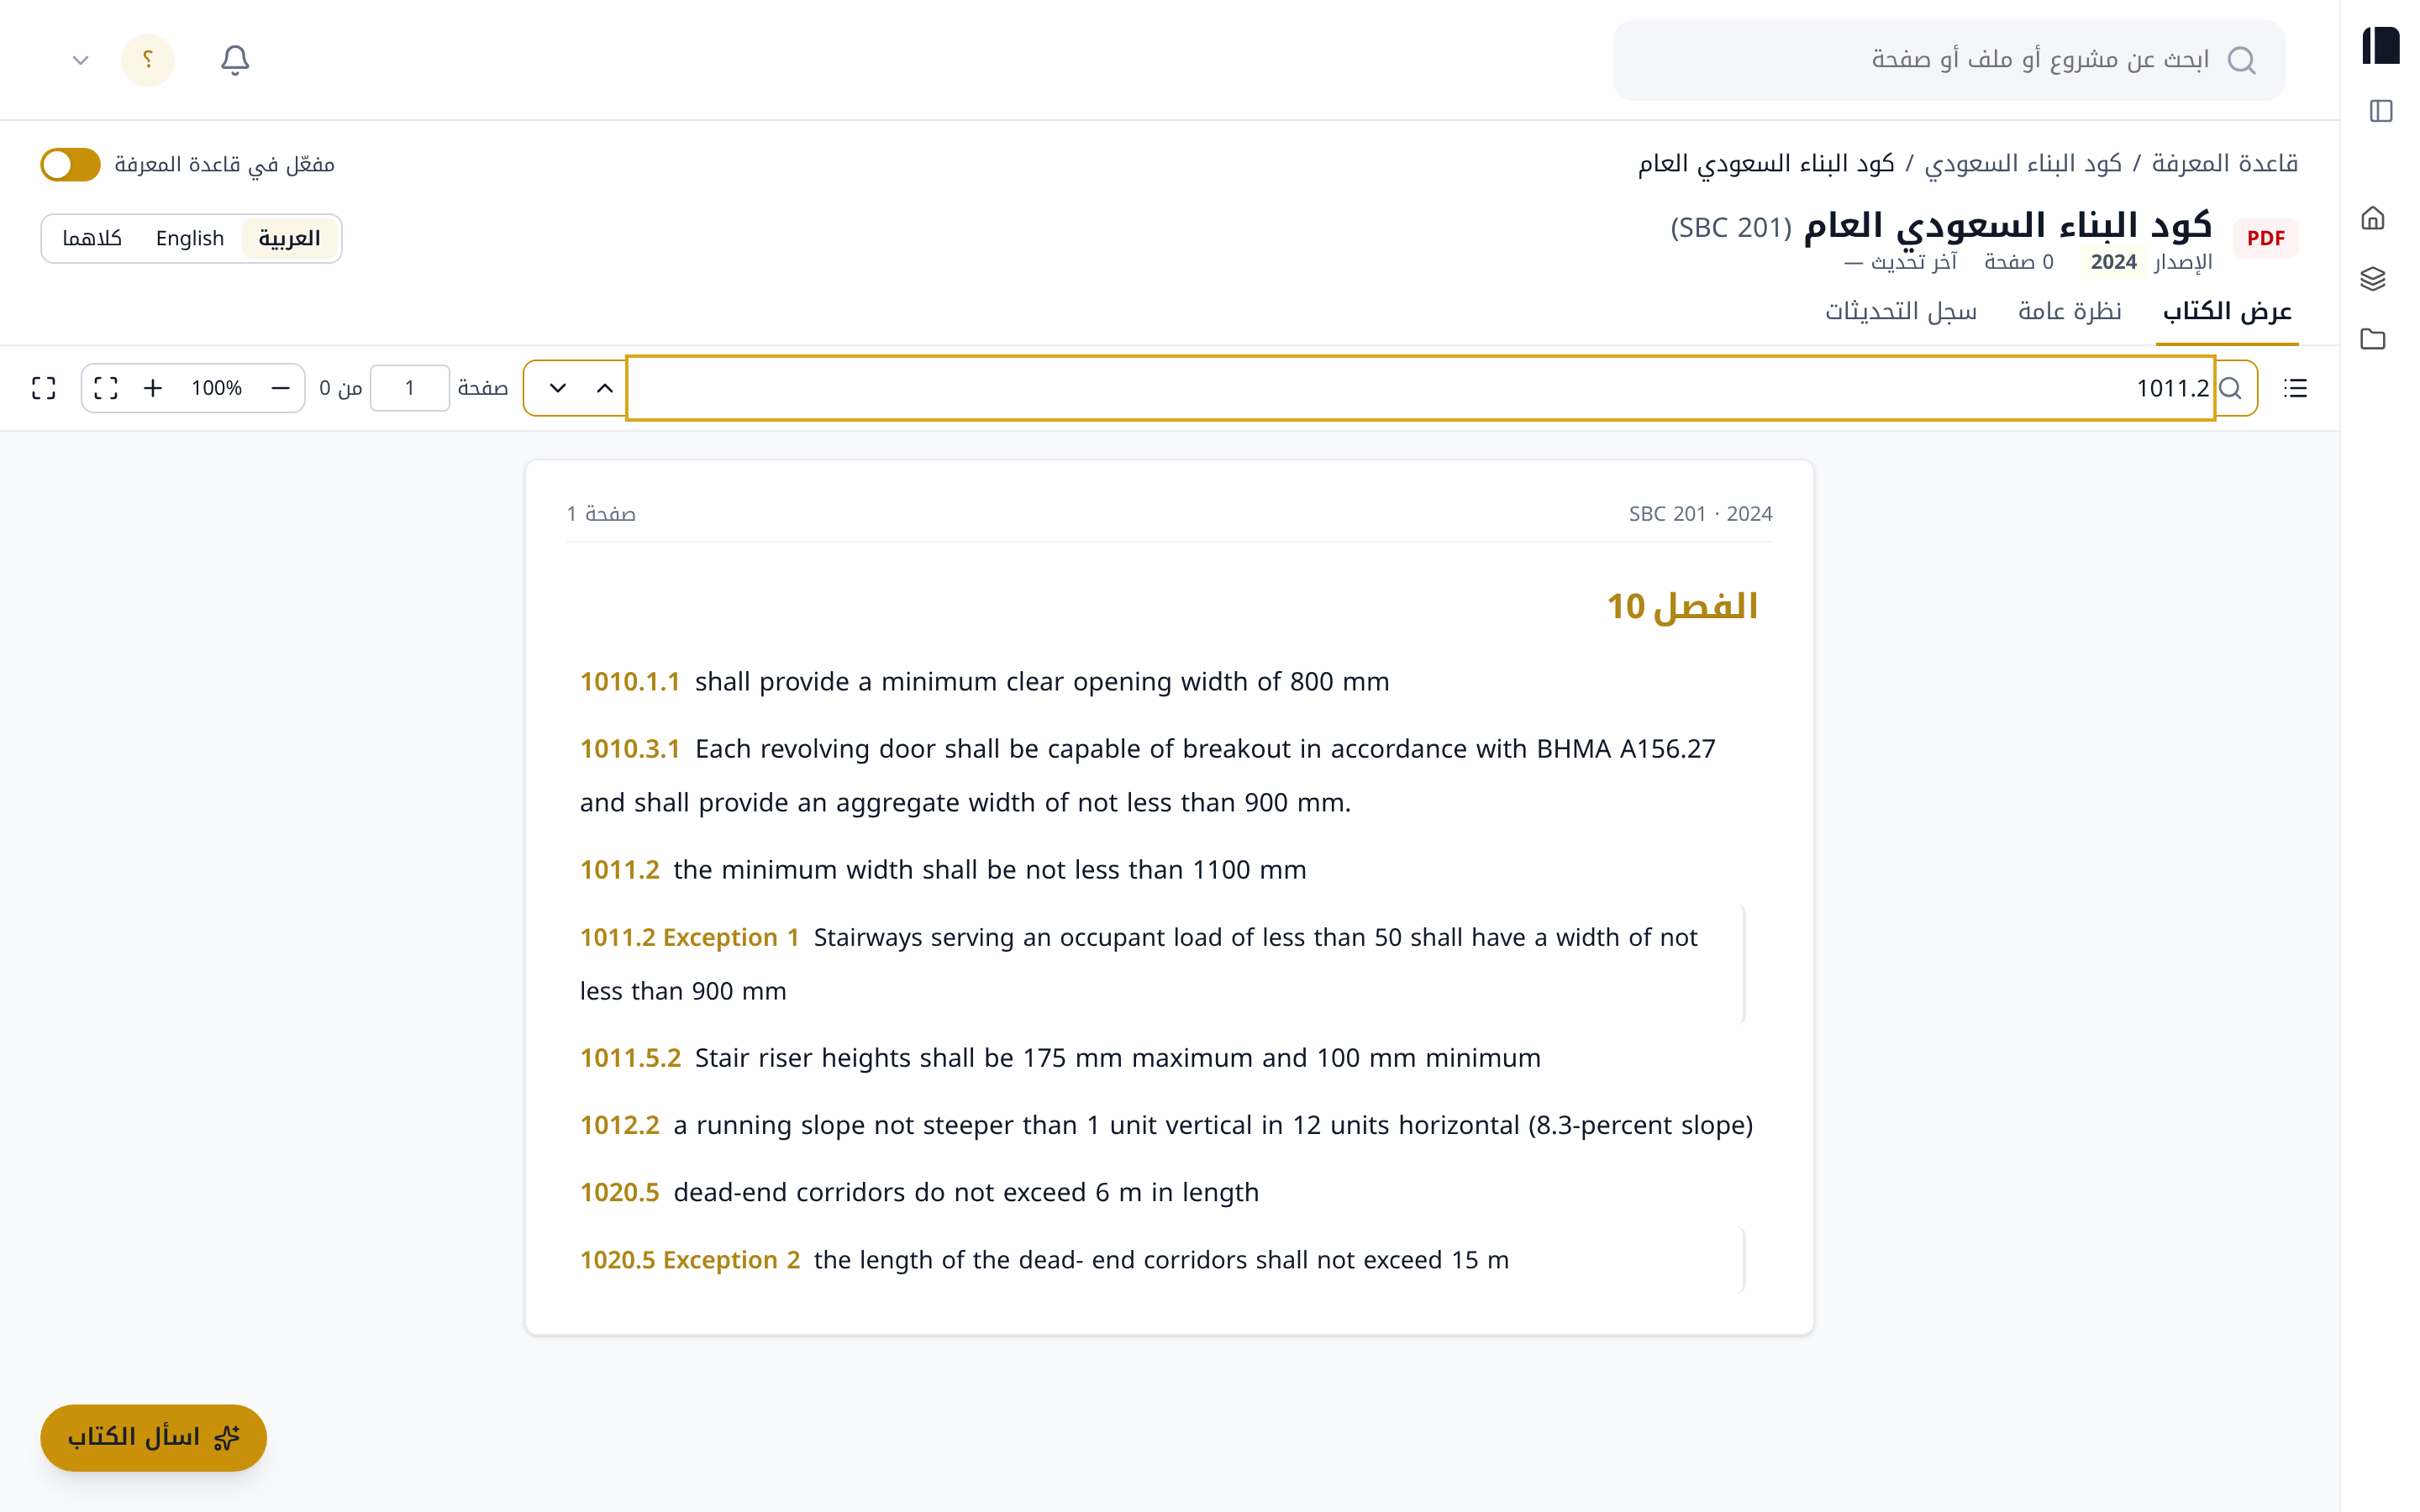 ابحث عن مشروع أو ملف أو صفحة
؟
قاعدة المعرفة / كود البناء السعودي / كود البناء السعودي العام
مفعّل في قاعدة المعرفة
PDF
كود البناء السعودي العام (SBC 201)
الإصدار 2024 0 صفحة آخر تحديث —
العربية English كلاهما
عرض الكتاب نظرة عامة سجل التحديثات
1011.2
صفحة 1 من 0
100%
SBC 201 · 2024
صفحة 1
الفصل 10
1010.1.1 shall provide a minimum clear opening width of 800 mm
1010.3.1 Each revolving door shall be capable of breakout in accordance with BHMA A156.27
and shall provide an aggregate width of not less than 900 mm.
1011.2 the minimum width shall be not less than 1100 mm
1011.2 Exception 1 Stairways serving an occupant load of less than 50 shall have a width of not
less than 900 mm
1011.5.2 Stair riser heights shall be 175 mm maximum and 100 mm minimum
1012.2 a running slope not steeper than 1 unit vertical in 12 units horizontal (8.3-percent slope)
1020.5 dead-end corridors do not exceed 6 m in length
1020.5 Exception 2 the length of the dead- end corridors shall not exceed 15 m
اسأل الكتاب